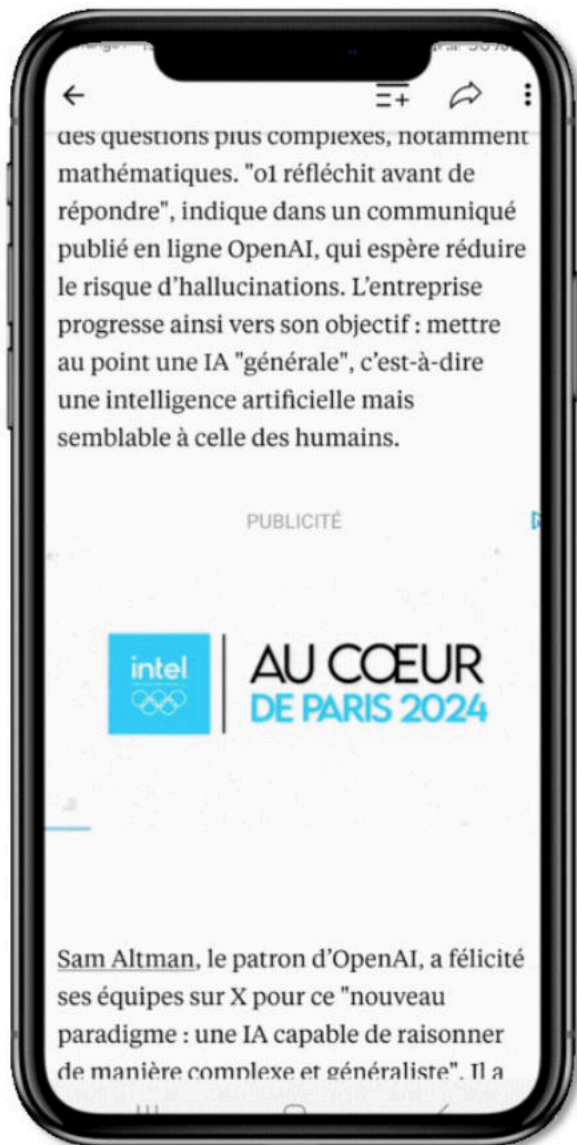 des questions plus complexes, notamment
mathématiques. "o1 réfléchit avant de
répondre", indique dans un communiqué
publié en ligne OpenAI, qui espère réduire
le risque d’hallucinations. L’entreprise
progresse ainsi vers son objectif : mettre
au point une IA "générale", c’est-à-dire
une intelligence artificielle mais
semblable à celle des humains.
PUBLICITÉ
intel
AU CŒUR
DE PARIS 2024
Sam Altman, le patron d’OpenAI, a félicité
ses équipes sur X pour ce "nouveau
paradigme : une IA capable de raisonner
de manière complexe et généraliste". Il a